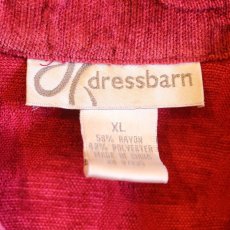 dressbarn
XL
58% RAYON
42% POLYESTER
MADE IN CHINA